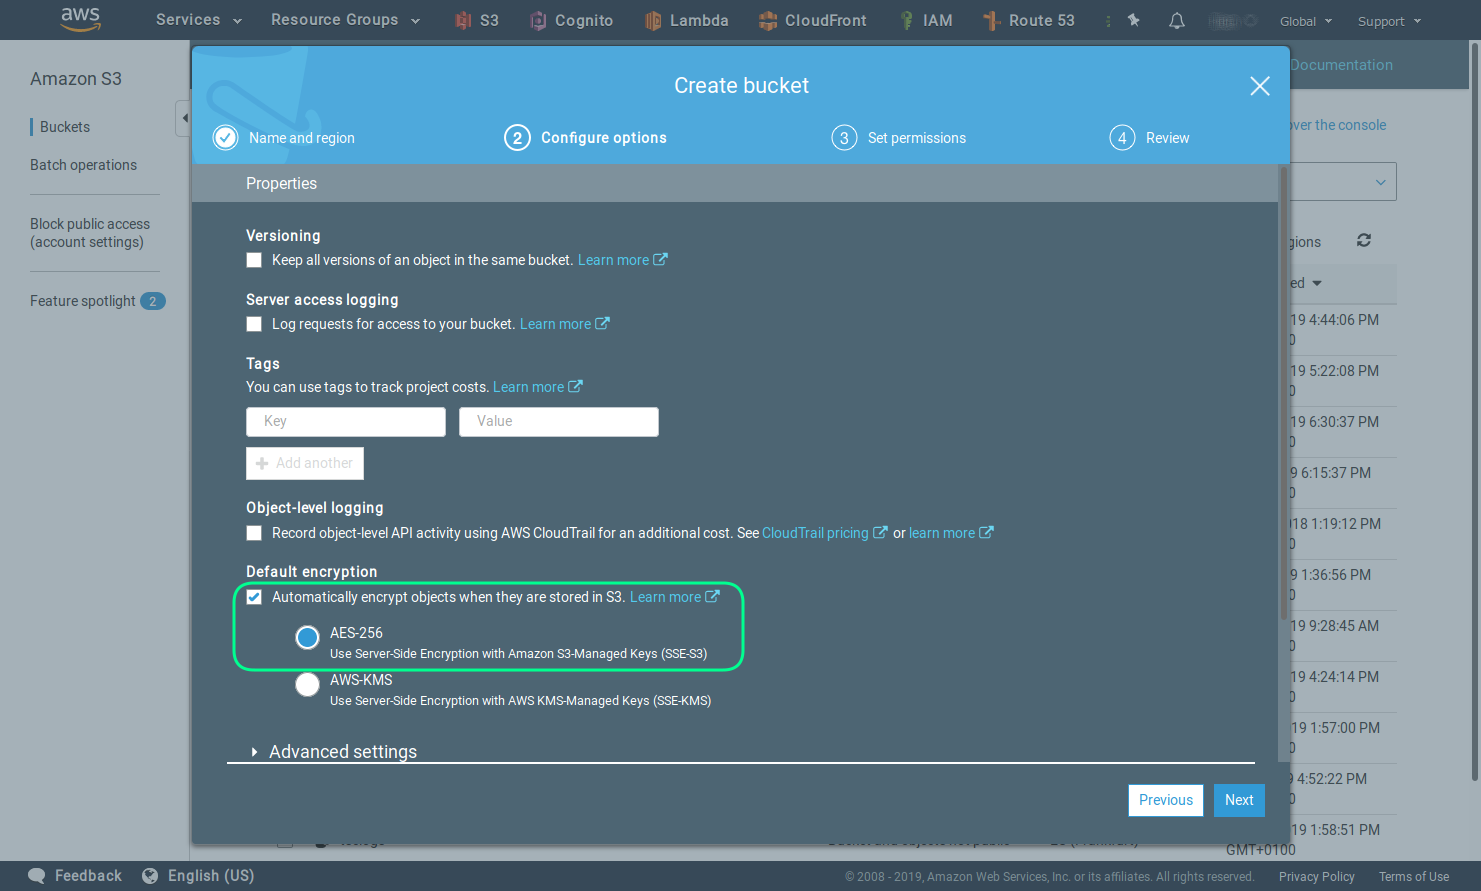 aws Services Resource Groups S3 Cognito Lambda CloudFront IAM Route 53 Global Support
Amazon S3
Buckets
Batch operations
Block public access
(account settings)
Feature spotlight 2
Documentation
Create bucket
Name and region 2 Configure options 3 Set permissions 4 Review
over the console
Properties
Versioning
Keep all versions of an object in the same bucket. Learn more
Server access logging
Log requests for access to your bucket. Learn more
Tags
You can use tags to track project costs. Learn more
Key Value
Add another
Object-level logging
Record object-level API activity using AWS CloudTrail for an additional cost. See CloudTrail pricing or learn more
Default encryption
Automatically encrypt objects when they are stored in S3. Learn more
AES-256
Use Server-Side Encryption with Amazon S3-Managed Keys (SSE-S3)
AWS-KMS
Use Server-Side Encryption with AWS KMS-Managed Keys (SSE-KMS)
Advanced settings
Previous Next
gions
ed
19 4:44:06 PM
0
19 5:22:08 PM
0
19 6:30:37 PM
0
9 6:15:37 PM
0
018 1:19:12 PM
0
9 1:36:56 PM
0
19 9:28:45 AM
0
19 4:24:14 PM
0
19 1:57:00 PM
0
9 4:52:22 PM
0
19 1:58:51 PM
GMT+0100
Feedback English (US) © 2008 - 2019, Amazon Web Services, Inc. or its affiliates. All rights reserved. Privacy Policy Terms of Use